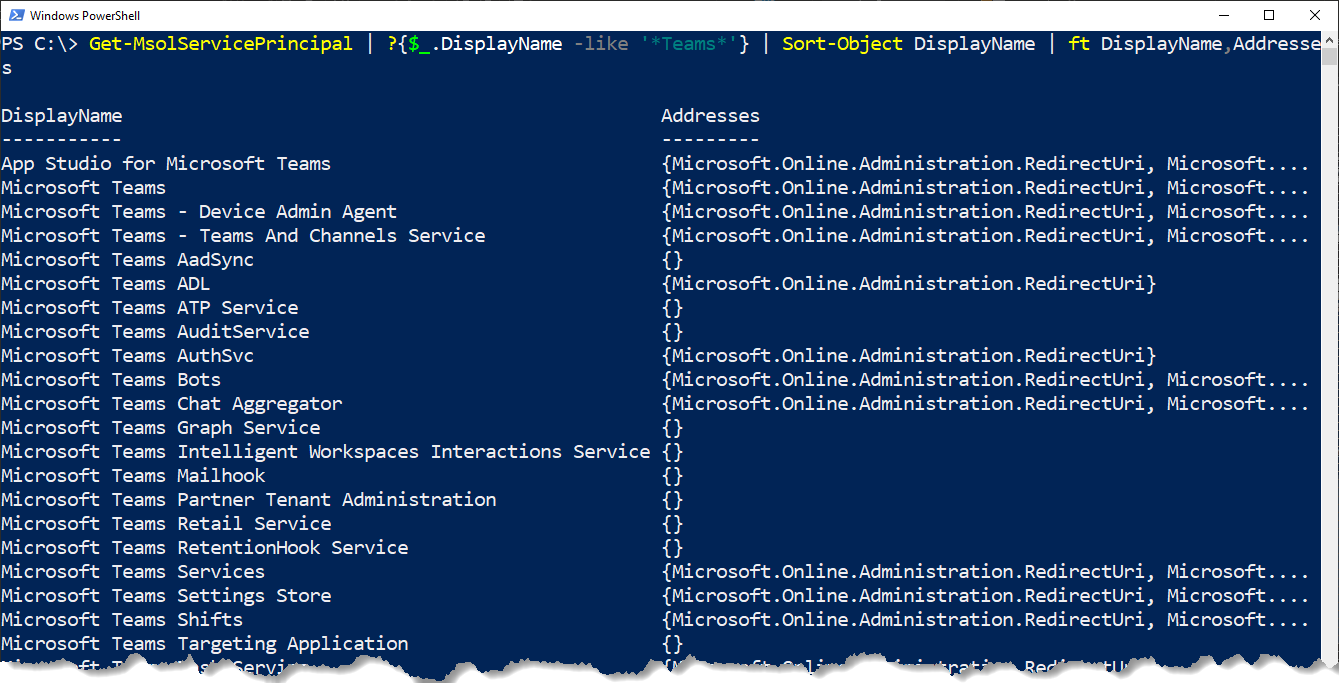 Windows PowerShell
PS C:\> Get-MsolServicePrincipal | ?{$_.DisplayName -like '*Teams*'} | Sort-Object DisplayName | ft DisplayName,Addresse
s
DisplayName Addresses
----------- ---------
App Studio for Microsoft Teams {Microsoft.Online.Administration.RedirectUri, Microsoft....
Microsoft Teams {Microsoft.Online.Administration.RedirectUri, Microsoft....
Microsoft Teams - Device Admin Agent {Microsoft.Online.Administration.RedirectUri, Microsoft....
Microsoft Teams - Teams And Channels Service {Microsoft.Online.Administration.RedirectUri, Microsoft....
Microsoft Teams AadSync {}
Microsoft Teams ADL {Microsoft.Online.Administration.RedirectUri}
Microsoft Teams ATP Service {}
Microsoft Teams AuditService {}
Microsoft Teams AuthSvc {Microsoft.Online.Administration.RedirectUri}
Microsoft Teams Bots {Microsoft.Online.Administration.RedirectUri, Microsoft....
Microsoft Teams Chat Aggregator {Microsoft.Online.Administration.RedirectUri, Microsoft....
Microsoft Teams Graph Service {}
Microsoft Teams Intelligent Workspaces Interactions Service {}
Microsoft Teams Mailhook {}
Microsoft Teams Partner Tenant Administration {}
Microsoft Teams Retail Service {}
Microsoft Teams RetentionHook Service {}
Microsoft Teams Services {Microsoft.Online.Administration.RedirectUri, Microsoft....
Microsoft Teams Settings Store {Microsoft.Online.Administration.RedirectUri, Microsoft....
Microsoft Teams Shifts {Microsoft.Online.Administration.RedirectUri, Microsoft....
Microsoft Teams Targeting Application {}